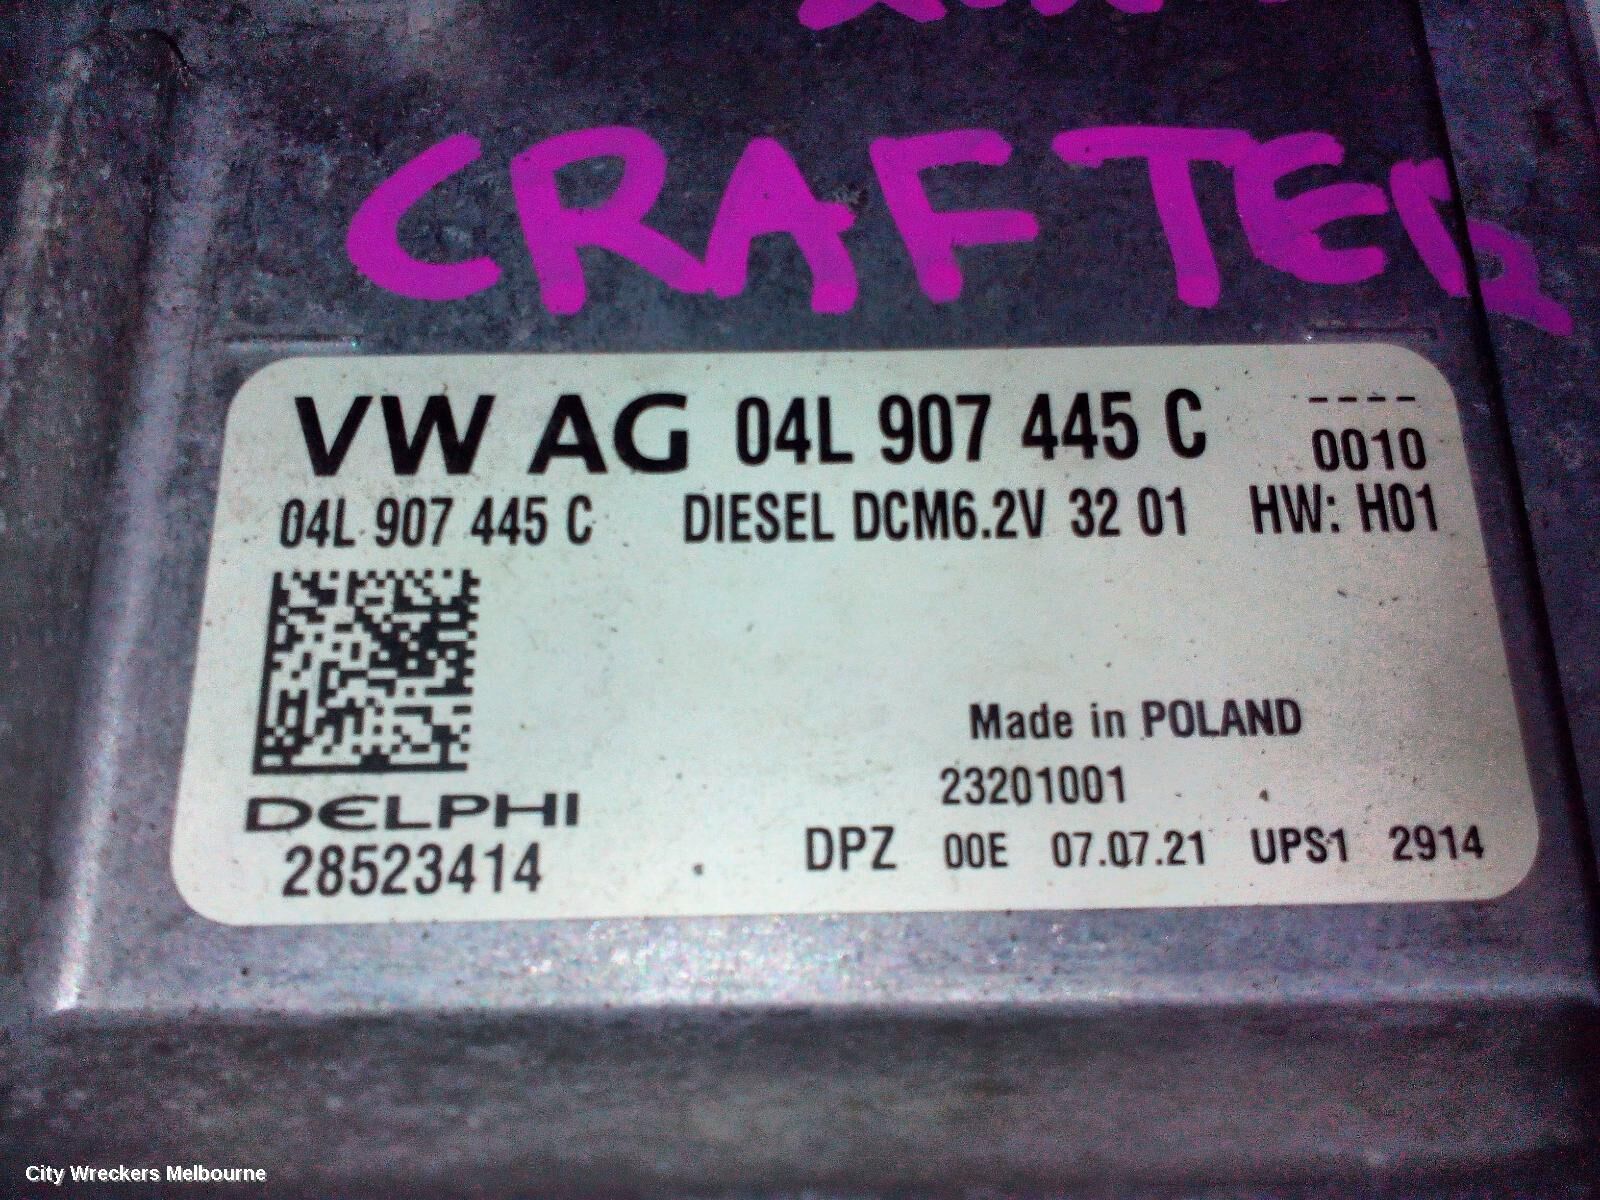 CRAFTER
VW AG 04L 907 445 C ----
0010
04L 907 445 C DIESEL DCM6.2V 32 01 HW: H01
Made in POLAND
23201001
DELPHI
28523414 DPZ 00E 07.07.21 UPS1 2914
City Wreckers Melbourne